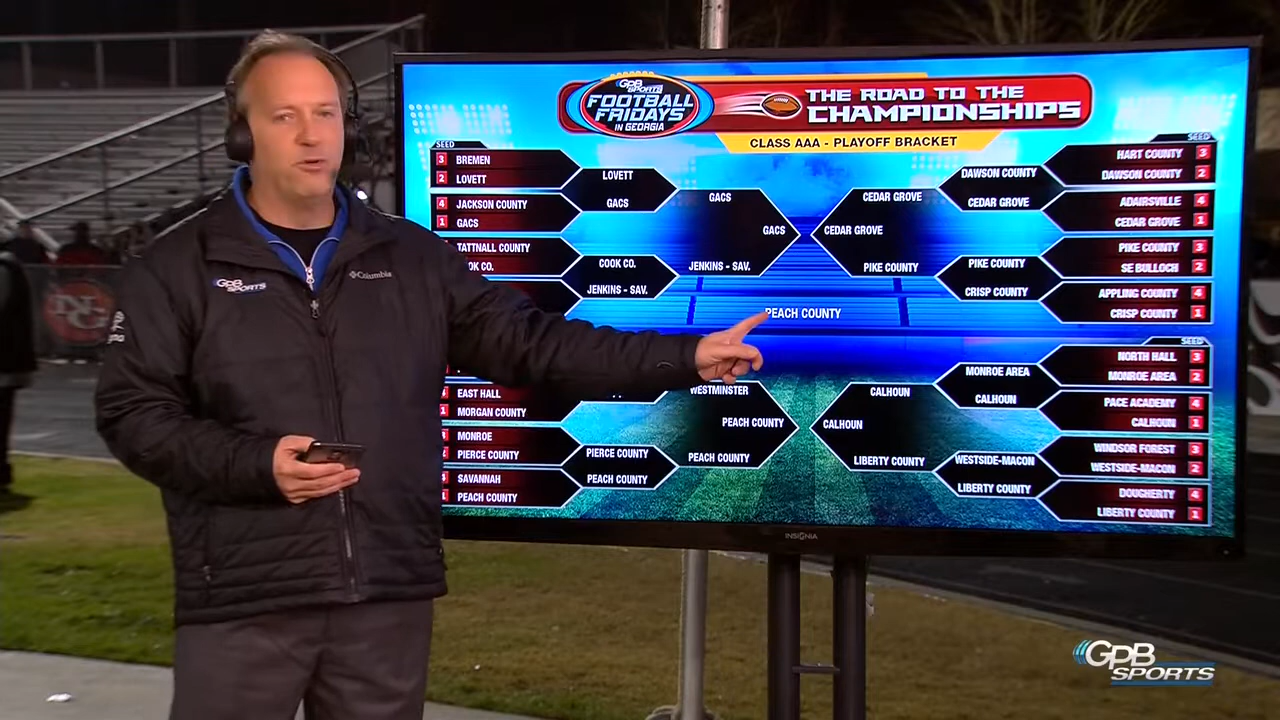 GPB
SPORTS
FOOTBALL
FRIDAYS
IN GEORGIA
THE ROAD TO THE
CHAMPIONSHIPS
CLASS AAA - PLAYOFF BRACKET
SEED
3 BREMEN
2 LOVETT
4 JACKSON COUNTY
1 GACS
TATTNALL COUNTY
CO.
LOVETT
GACS
COOK CO.
JENKINS - SAV.
GACS
GACS
JENKINS - SAV.
EAST HALL
1 MORGAN COUNTY
MONROE
PIERCE COUNTY
SAVANNAH
PEACH COUNTY
PIERCE COUNTY
PEACH COUNTY
WESTMINSTER
PEACH COUNTY
PEACH COUNTY
PEACH COUNTY
CEDAR GROVE
CEDAR GROVE
PIKE COUNTY
DAWSON COUNTY
CEDAR GROVE
PIKE COUNTY
CRISP COUNTY
SEED
HART COUNTY 3
DAWSON COUNTY 2
ADAIRSVILLE 4
CEDAR GROVE 1
PIKE COUNTY 3
SE BULLOCH 2
APPLING COUNTY 4
CRISP COUNTY 1
CALHOUN
CALHOUN
LIBERTY COUNTY
MONROE AREA
CALHOUN
WESTSIDE-MACON
LIBERTY COUNTY
SEED
NORTH HALL 3
MONROE AREA 2
PACE ACADEMY 4
CALHOUN 1
WINDSOR FOREST 3
WESTSIDE-MACON 2
DOUGHERTY 4
LIBERTY COUNTY 1
INSIGNIA
GPB
SPORTS
Columbia
NG
GPB
SPORTS